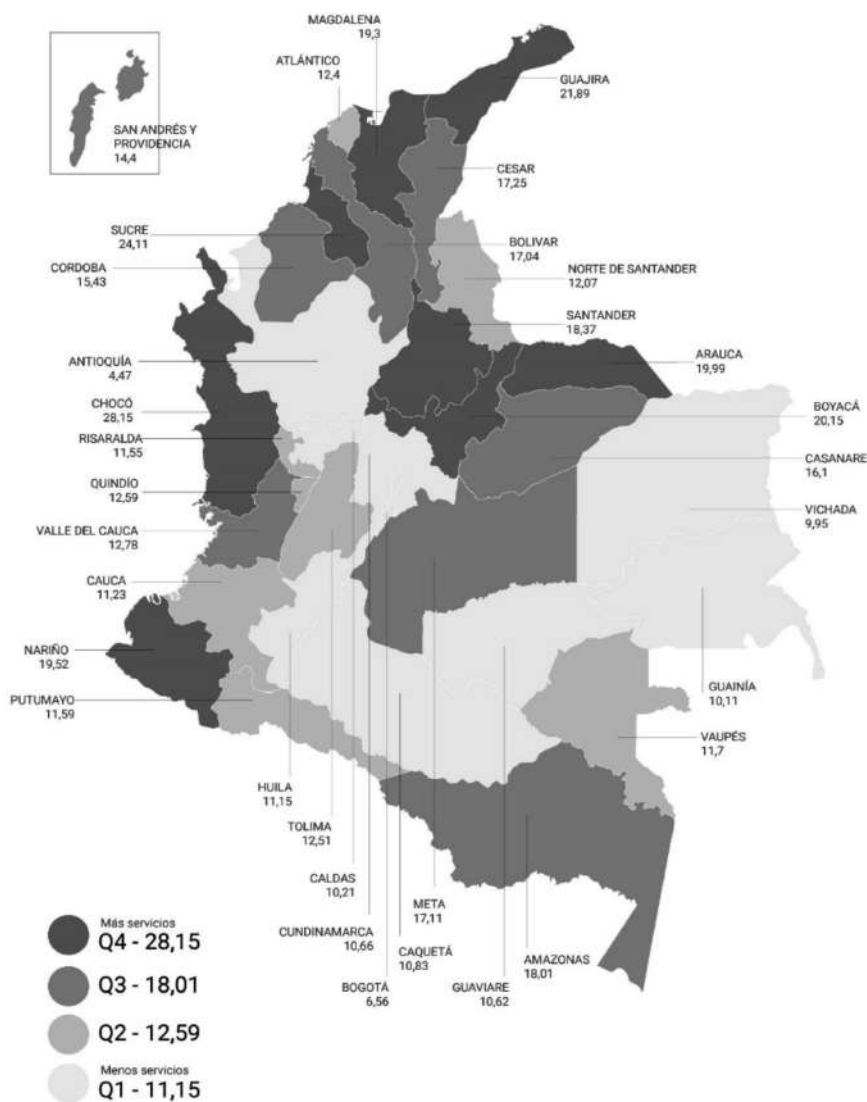 MAGDALENA
19,3
ATLÁNTICO
12,4
GUAJIRA
21,89
SAN ANDRÉS Y
PROVIDENCIA
14,4
CESAR
17,25
SUCRE
24,11
BOLIVAR
17,04
CORDOBA
15,43
NORTE DE SANTANDER
12,07
SANTANDER
18,37
ANTIOQUÍA
4,47
ARAUCA
19,99
CHOCÓ
28,15
BOYACÁ
20,15
RISARALDA
11,55
CASANARE
16,1
QUINDÍO
12,59
VICHADA
9,95
VALLE DEL CAUCA
12,78
CAUCA
11,23
NARIÑO
19,52
GUAINÍA
10,11
PUTUMAYO
11,59
VAUPÉS
11,7
HUILA
11,15
TOLIMA
12,51
CALDAS
10,21
META
17,11
CUNDINAMARCA
10,66
CAQUETÁ
10,83
AMAZONAS
18,01
BOGOTÁ
6,56
GUAVIARE
10,62
Más servicios
Q4 - 28,15
Q3 - 18,01
Q2 - 12,59
Menos servicios
Q1 - 11,15